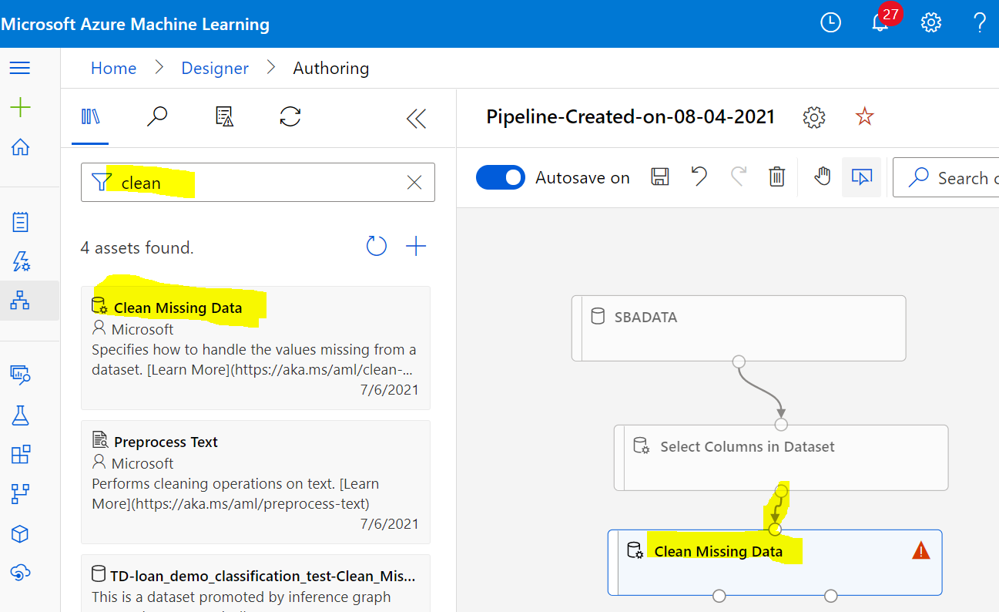 Microsoft Azure Machine Learning
27
Home > Designer > Authoring
Pipeline-Created-on-08-04-2021
clean
Autosave on
Search c
4 assets found.
Clean Missing Data
Microsoft
Specifies how to handle the values missing from a
dataset. [Learn More](https://aka.ms/aml/clean-...
7/6/2021
Preprocess Text
Microsoft
Performs cleaning operations on text. [Learn
More](https://aka.ms/aml/preprocess-text)
7/6/2021
TD-loan_demo_classification_test-Clean_Mis...
This is a dataset promoted by inference graph
SBADATA
Select Columns in Dataset
Clean Missing Data